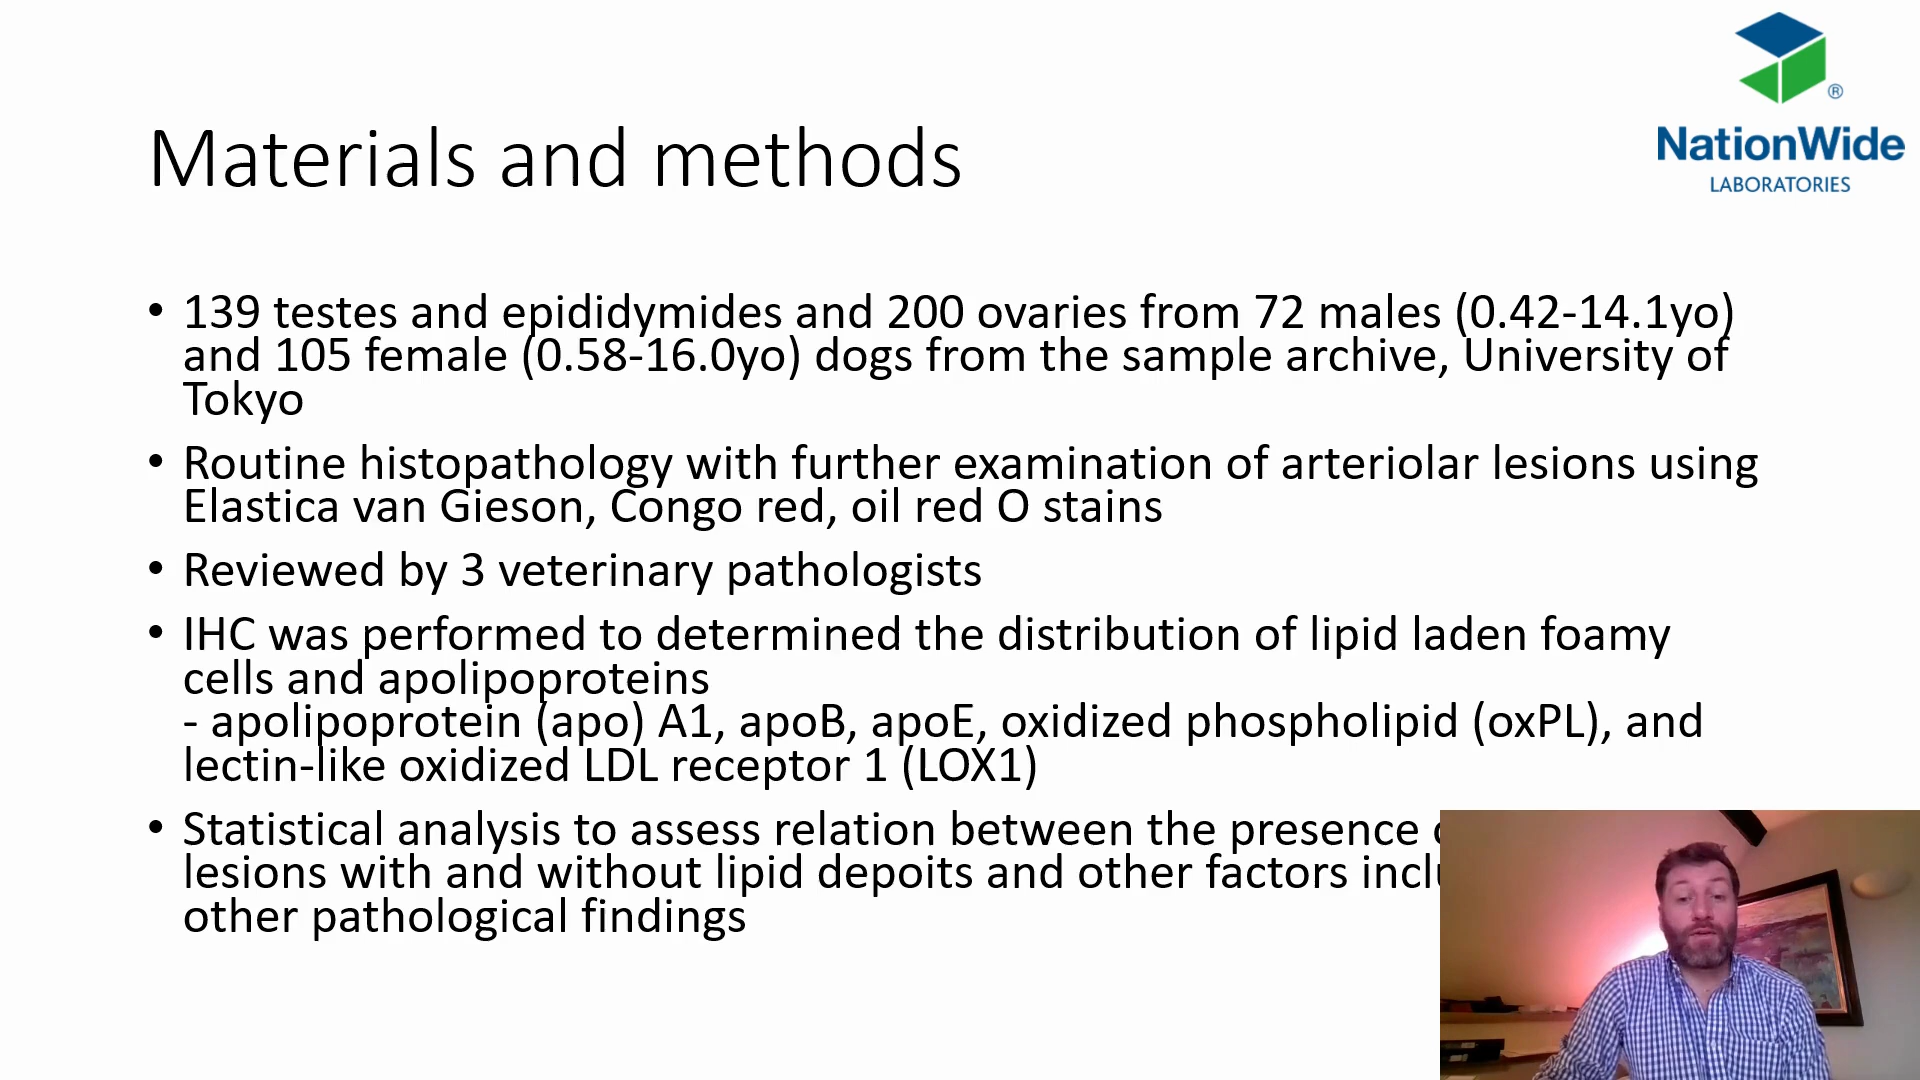 ®
NationWide
LABORATORIES
Materials and methods
• 139 testes and epididymides and 200 ovaries from 72 males (0.42-14.1yo)
and 105 female (0.58-16.0yo) dogs from the sample archive, University of
Tokyo
• Routine histopathology with further examination of arteriolar lesions using
Elastica van Gieson, Congo red, oil red O stains
• Reviewed by 3 veterinary pathologists
• IHC was performed to determined the distribution of lipid laden foamy
cells and apolipoproteins
- apolipoprotein (apo) A1, apoB, apoE, oxidized phospholipid (oxPL), and
lectin-like oxidized LDL receptor 1 (LOX1)
• Statistical analysis to assess relation between the presence
lesions with and without lipid depoits and other factors
other pathological findings